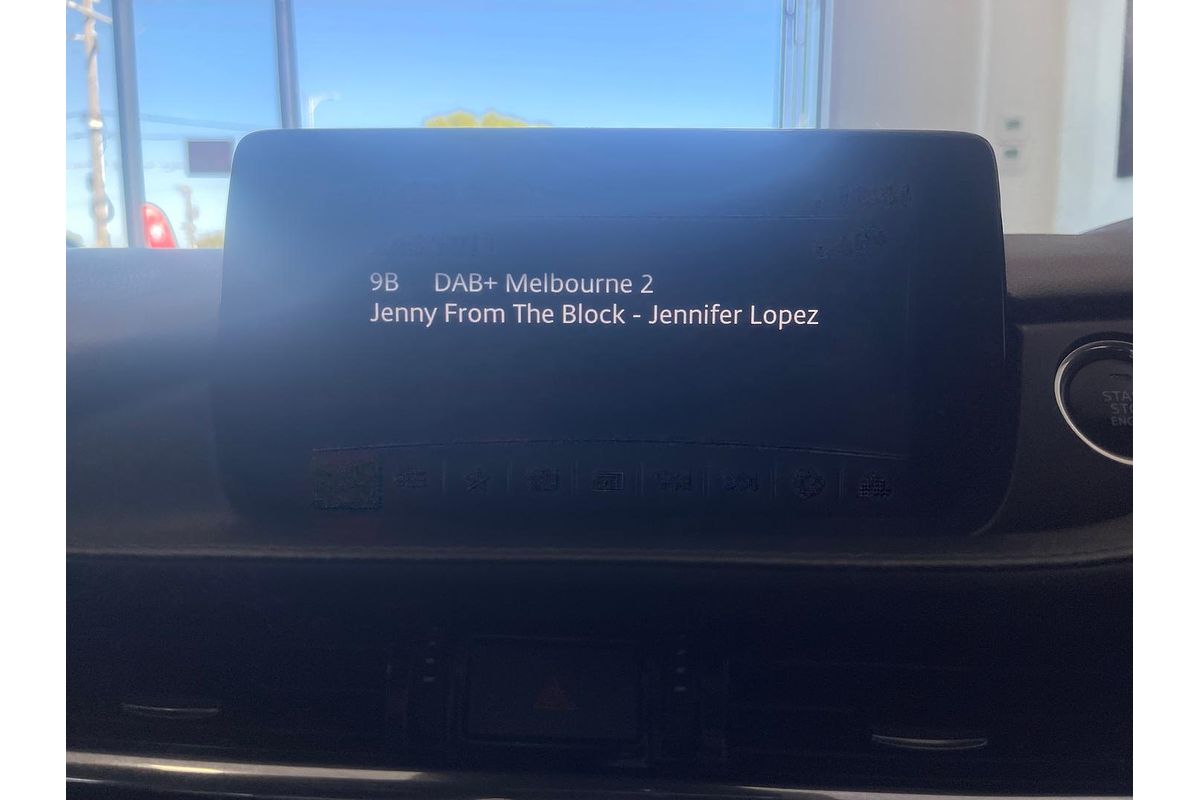 9B DAB+ Melbourne 2
Jenny From The Block - Jennifer Lopez